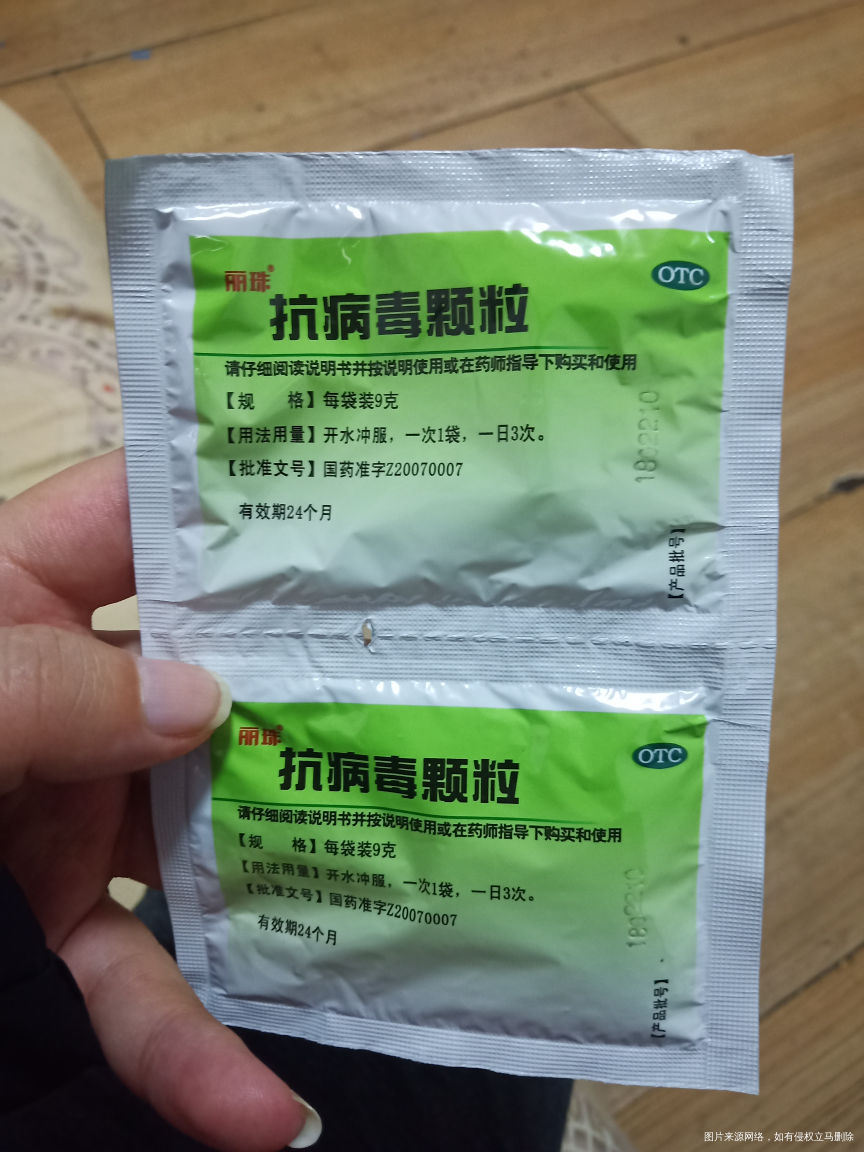 丽珠®
OTC
抗病毒颗粒
请仔细阅读说明书并按说明使用或在药师指导下购买和使用
【规　格】每袋装9克
【用法用量】开水冲服，一次1袋，一日3次。
【批准文号】国药准字Z20070007
有效期24个月
【产品批号】
1802210
丽珠®
OTC
抗病毒颗粒
请仔细阅读说明书并按说明使用或在药师指导下购买和使用
【规　格】每袋装9克
【用法用量】开水冲服，一次1袋，一日3次。
【批准文号】国药准字Z20070007
有效期24个月
【产品批号】
1802210
图片来源网络，如有侵权立马删除